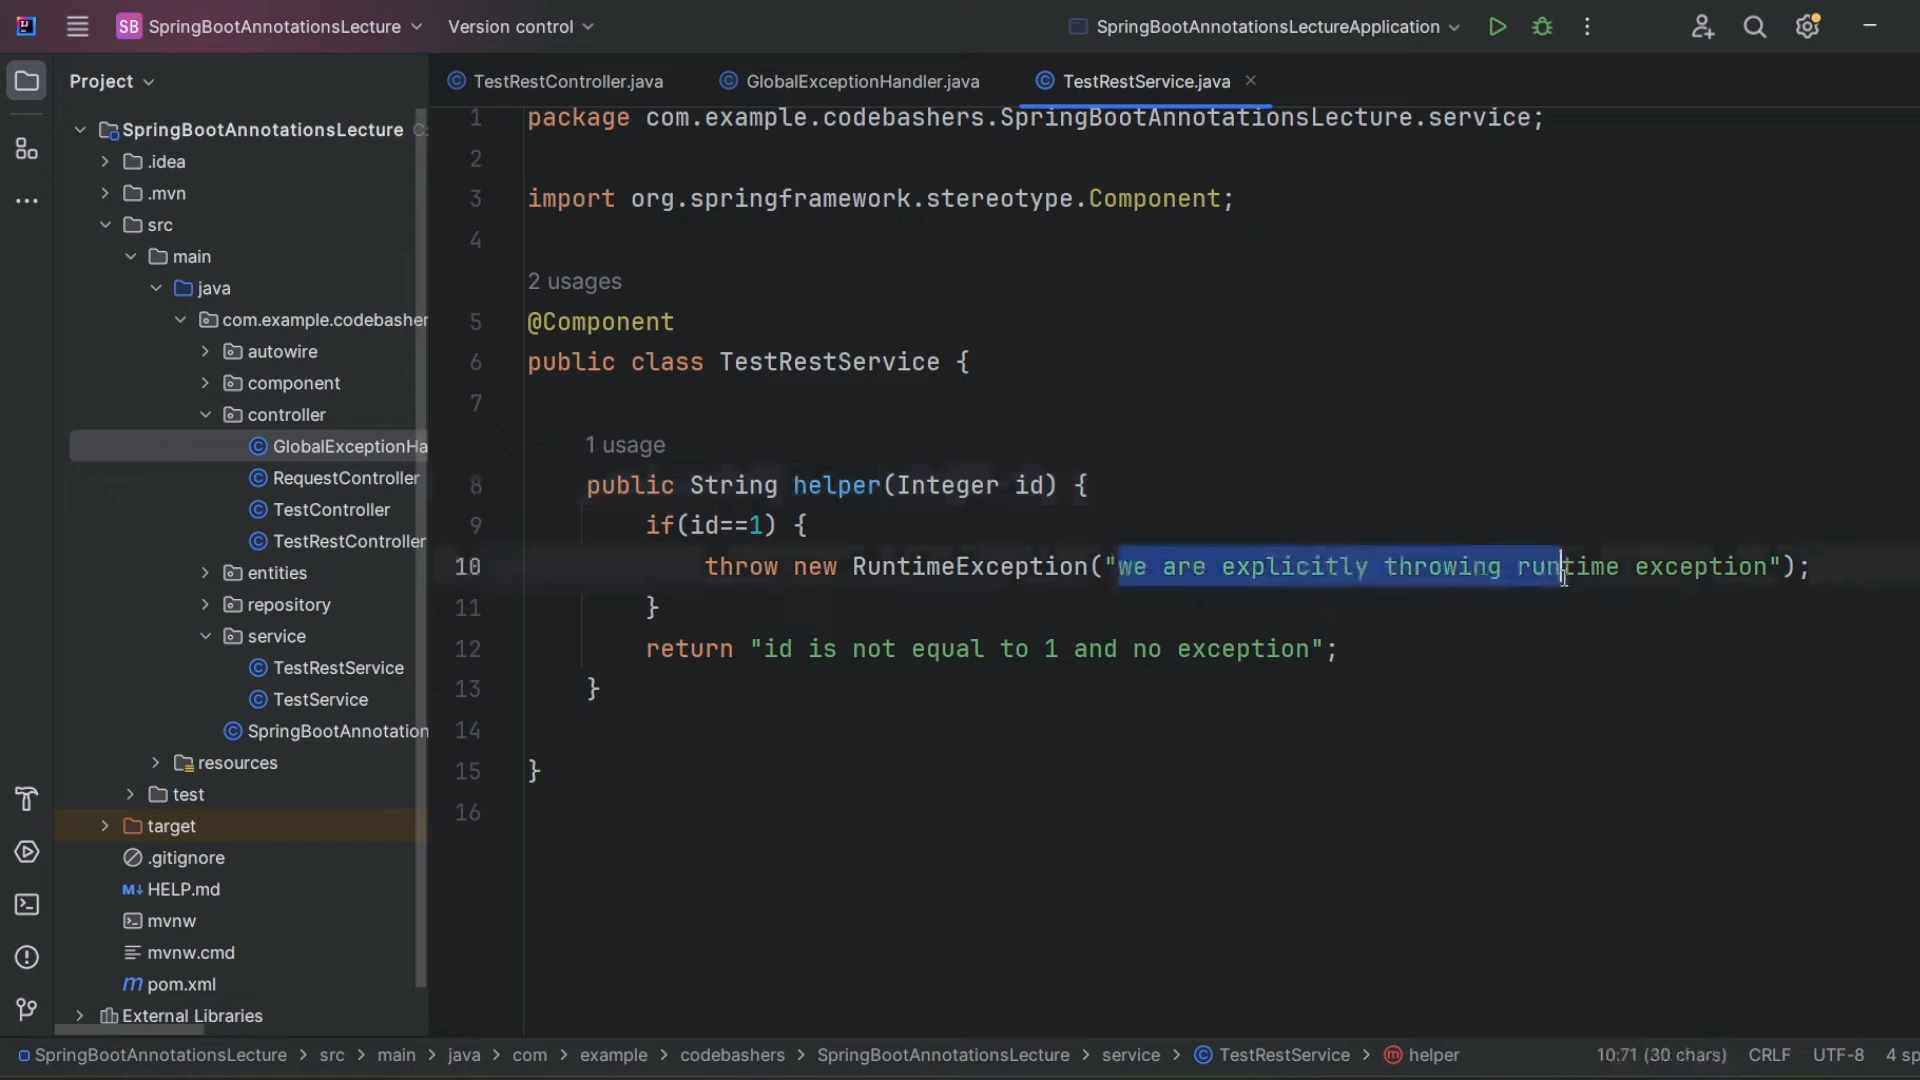 SB SpringBootAnnotationsLecture Version control SpringBootAnnotationsLectureApplication
Project
SpringBootAnnotationsLecture C:
.idea
.mvn
src
main
java
com.example.codebasher
autowire
component
controller
GlobalExceptionHa
RequestController
TestController
TestRestController
entities
repository
service
TestRestService
TestService
SpringBootAnnotation
resources
test
target
.gitignore
HELP.md
mvnw
mvnw.cmd
pom.xml
External Libraries
TestRestController.java GlobalExceptionHandler.java TestRestService.java
1 package com.example.codebashers.SpringBootAnnotationsLecture.service;
2
3 import org.springframework.stereotype.Component;
4
2 usages
5 @Component
6 public class TestRestService {
7
1 usage
8 public String helper(Integer id) {
9 if(id==1) {
10 throw new RuntimeException("we are explicitly throwing runtime exception");
11 }
12 return "id is not equal to 1 and no exception";
13 }
14
15 }
16
SpringBootAnnotationsLecture > src > main > java > com > example > codebashers > SpringBootAnnotationsLecture > service > TestRestService > helper 10:71 (30 chars) CRLF UTF-8 4 sp